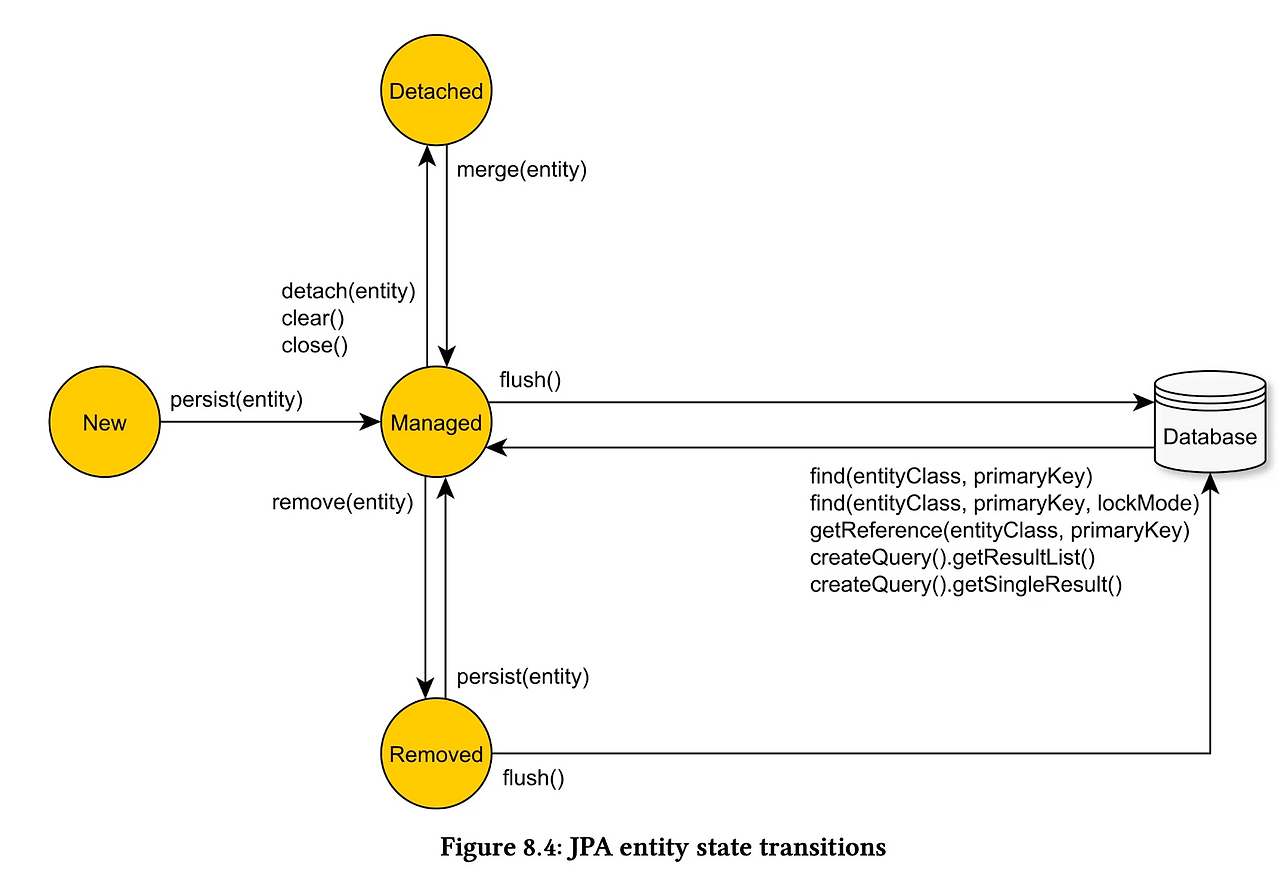 Detached
merge(entity)
detach(entity)
clear()
close()
New
persist(entity)
Managed
flush()
Database
find(entityClass, primaryKey)
find(entityClass, primaryKey, lockMode)
getReference(entityClass, primaryKey)
createQuery().getResultList()
createQuery().getSingleResult()
remove(entity)
persist(entity)
Removed
flush()
Figure 8.4: JPA entity state transitions